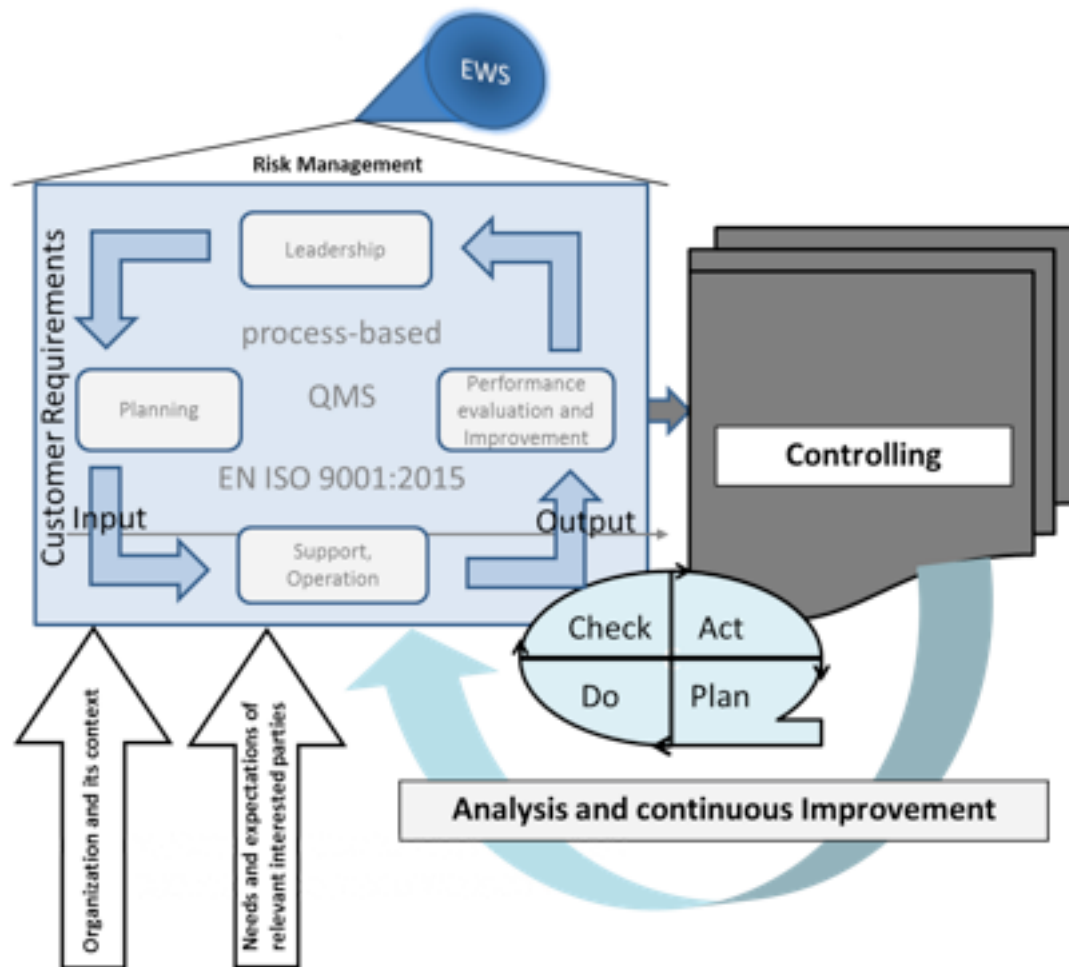 EWS
Risk Management
Customer Requirements
Leadership
process-based
QMS
EN ISO 9001:2015
Planning
Performance
evaluation and
Improvement
Input
Output
Support,
Operation
Controlling
Check
Act
Do
Plan
Analysis and continuous Improvement
Organization and its context
Needs and expectations of
relevant interested parties